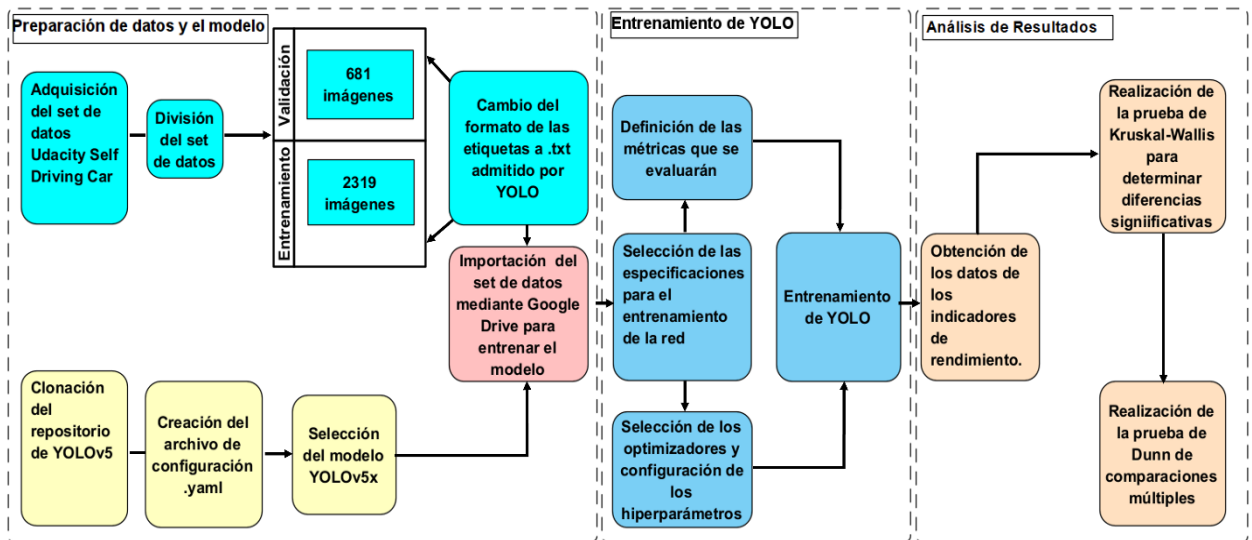 Preparación de datos y el modelo
Adquisición
del set de
datos
Udacity Self
Driving Car
División
del set
de datos
Validación
681
imágenes
Entrenamiento
2319
imágenes
Cambio del
formato de las
etiquetas a .txt
admitido por
YOLO
Importación del
set de datos
mediante Google
Drive para
entrenar el
modelo
Clonación
del
repositorio
de YOLOv5
Creación del
archivo de
configuración
.yaml
Selección
del modelo
YOLOv5x
Entrenamiento de YOLO
Definición de las
métricas que se
evaluarán
Selección de las
especificaciones
para el
entrenamiento
de la red
Selección de los
optimizadores y
configuración de
los
hiperparámetros
Entrenamiento
de YOLO
Análisis de Resultados
Obtención de
los datos de
los
indicadores
de
rendimiento.
Realización de
la prueba de
Kruskal-Wallis
para
determinar
diferencias
signiificativas
Realización de
la prueba de
Dunn de
comparaciones
múltiples